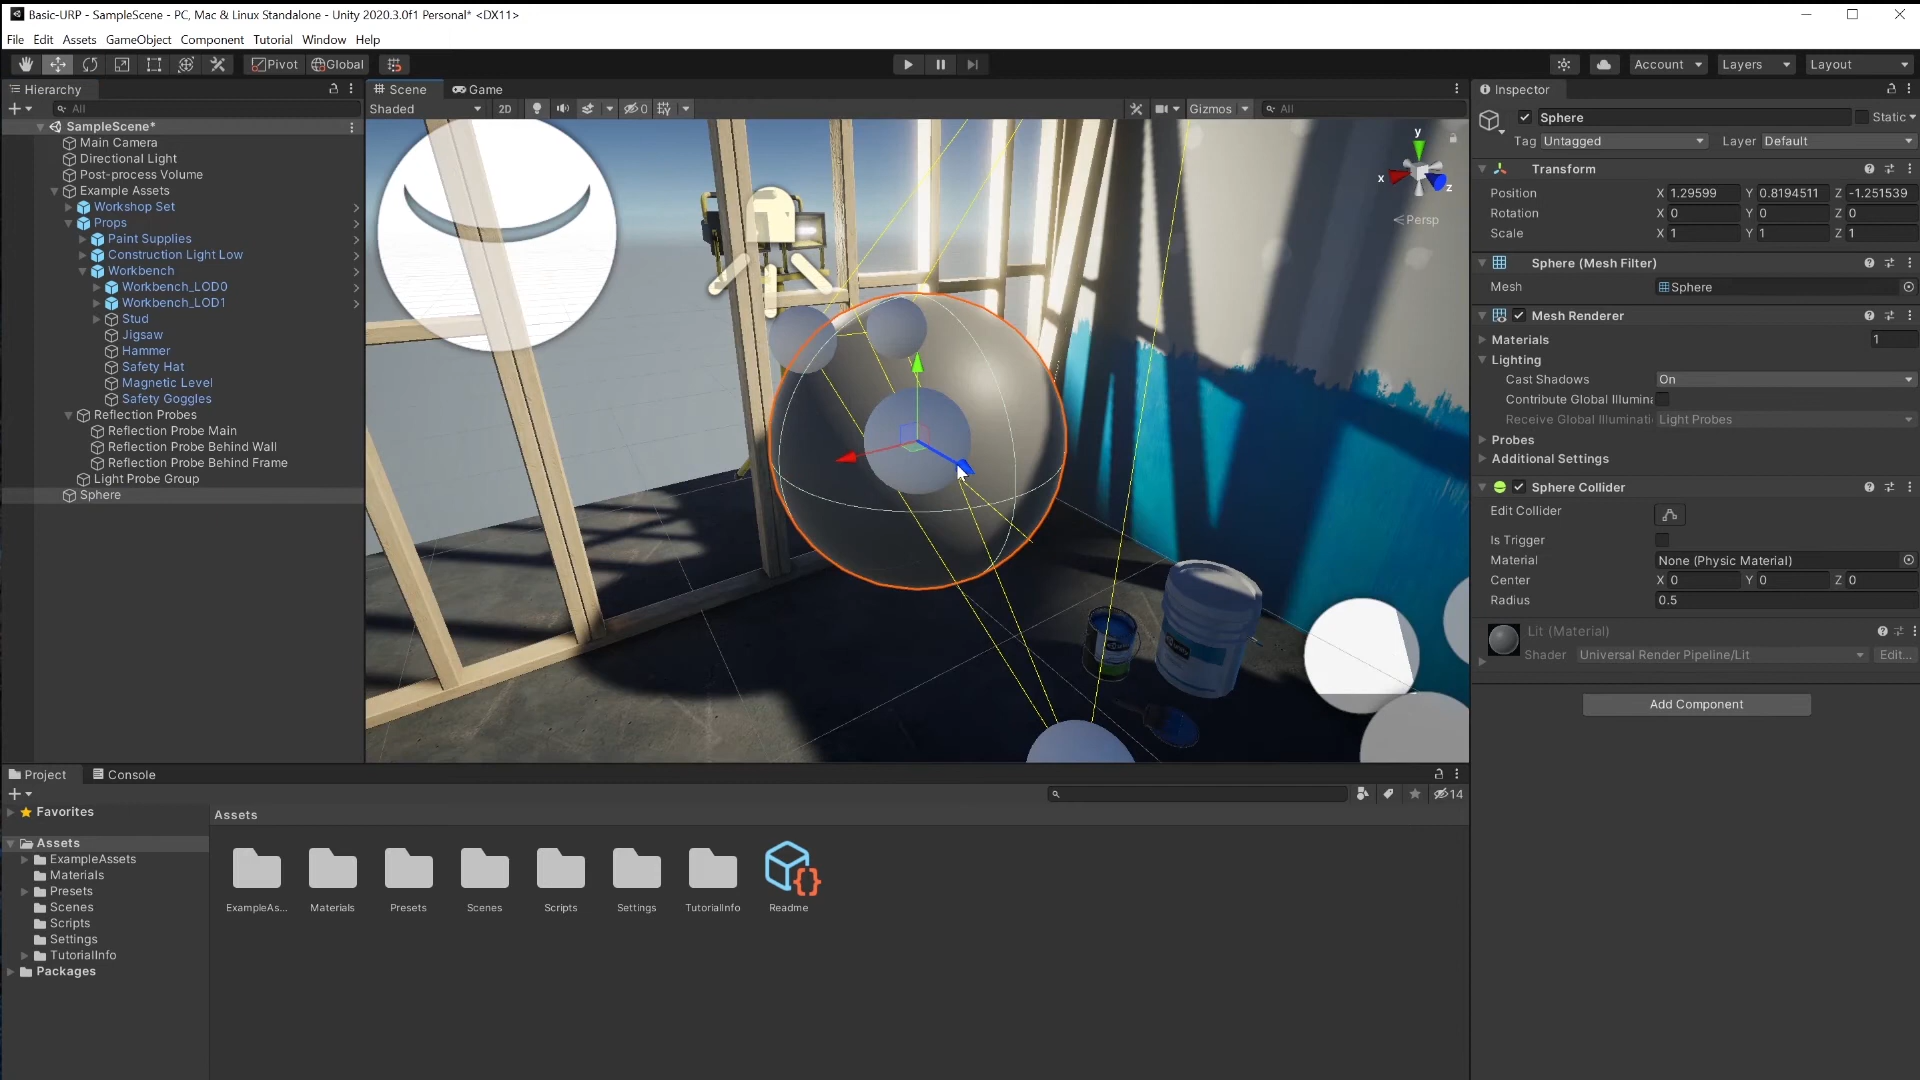 Basic-URP - SampleScene - PC, Mac & Linux Standalone - Unity 2020.3.0f1 Personal* <DX11>
File Edit Assets GameObject Component Tutorial Window Help
Pivot Global Account Layers Layout
Hierarchy
All
SampleScene*
Main Camera
Directional Light
Post-process Volume
Example Assets
Workshop Set
Props
Paint Supplies
Construction Light Low
Workbench
Workbench_LOD0
Workbench_LOD1
Stud
Jigsaw
Hammer
Safety Hat
Magnetic Level
Safety Goggles
Reflection Probes
Reflection Probe Main
Reflection Probe Behind Wall
Reflection Probe Behind Frame
Light Probe Group
Sphere
Scene Game
Shaded 2D 0 Gizmos All
y
x
z
Persp
Inspector
Sphere Static
Tag Untagged Layer Default
Transform
Position X 1.29599 Y 0.8194511 Z -1.251539
Rotation X 0 Y 0 Z 0
Scale X 1 Y 1 Z 1
Sphere (Mesh Filter)
Mesh Sphere
Mesh Renderer
Materials 1
Lighting
Cast Shadows On
Contribute Global Illumina
Receive Global Illuminati Light Probes
Probes
Additional Settings
Sphere Collider
Edit Collider
Is Trigger
Material None (Physic Material)
Center X 0 Y 0 Z 0
Radius 0.5
Lit (Material)
Shader Universal Render Pipeline/Lit Edit...
Add Component
Project Console
14
Favorites
Assets
ExampleAssets
Materials
Presets
Scenes
Scripts
Settings
TutorialInfo
Packages
Assets
ExampleAs... Materials Presets Scenes Scripts Settings TutorialInfo Readme